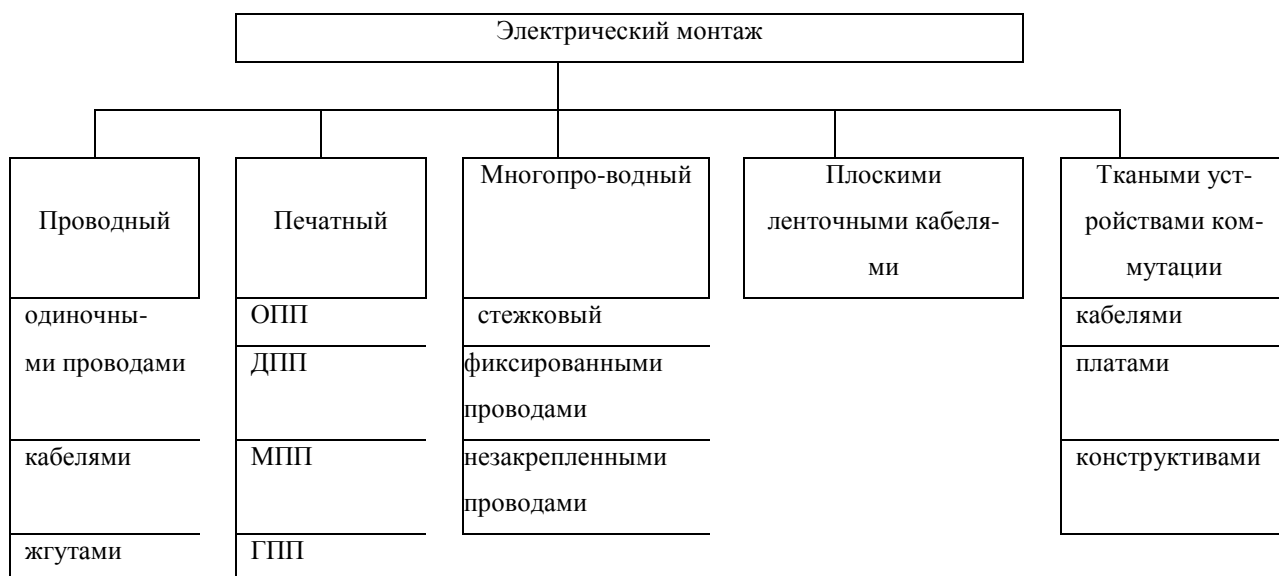 Электрический монтаж
Проводный
одиночны-
ми проводами
кабелями
жгутами
Печатный
ОПП
ДПП
МПП
ГПП
Многопро-водный
стежковый
фиксированными
проводами
незакрепленными
проводами
Плоскими
ленточными кабеля-
ми
Ткаными уст-
ройствами ком-
мутации
кабелями
платами
конструктивами